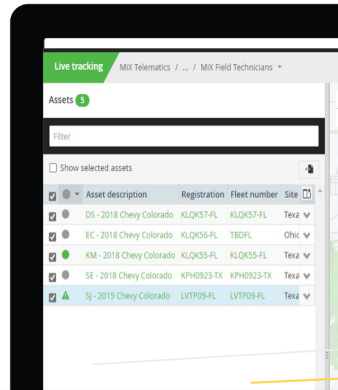 Live tracking MiX Telematics / ... / MiX Field Technicians
Assets 5
Filter
Show selected assets
Asset description Registration Fleet number Site
DS - 2018 Chevy Colorado KLQK57-FL KLQK57-FL Texa
EC - 2018 Chevy Colorado KLQK56-FL TBDFL Ohio
KM - 2018 Chevy Colorado KLQK55-FL KLQK55-FL Texa
SE - 2018 Chevy Colorado KPH0923-TX KPH0923-TX Texa
SJ - 2019 Chevy Colorado LVTP09-FL LVTP09-FL Texa